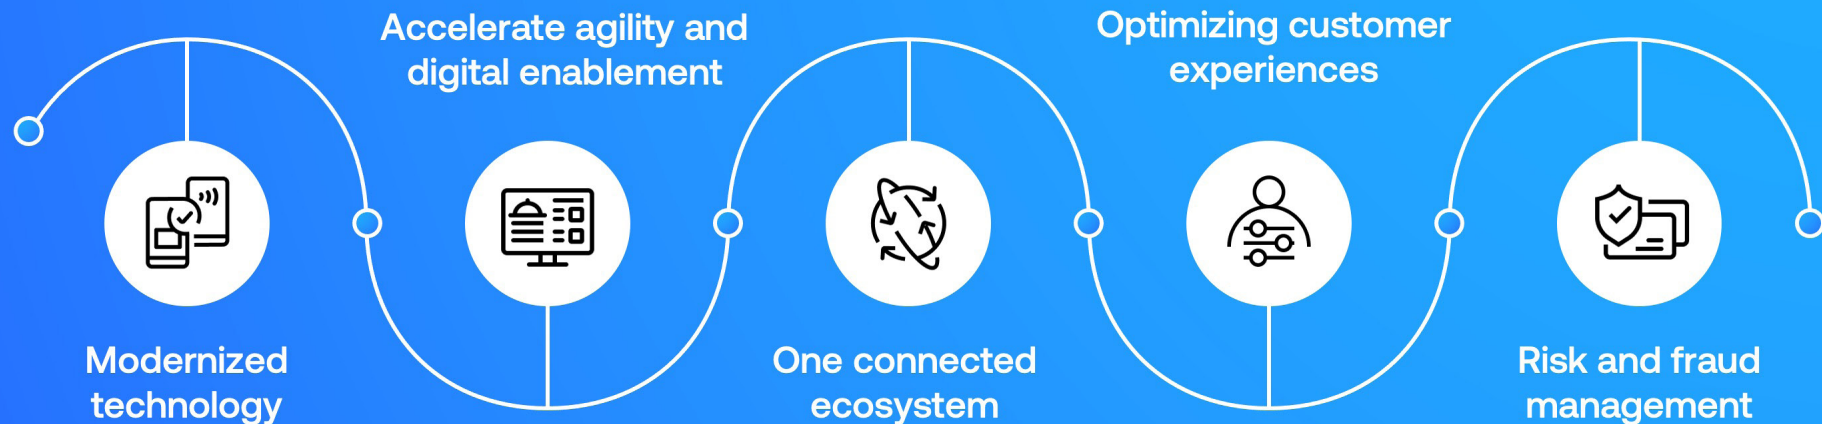 Modernized
technology
Accelerate agility and
digital enablement
One connected
ecosystem
Optimizing customer
experiences
Risk and fraud
management